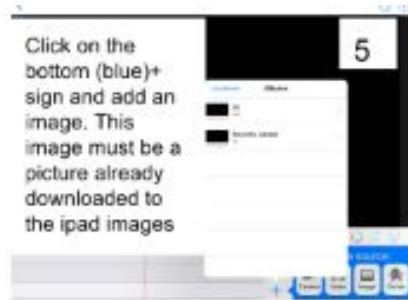 Click on the
bottom (blue)+
sign and add an
image. This
image must be a
picture already
downloaded to
the ipad images
5
Albums
Image